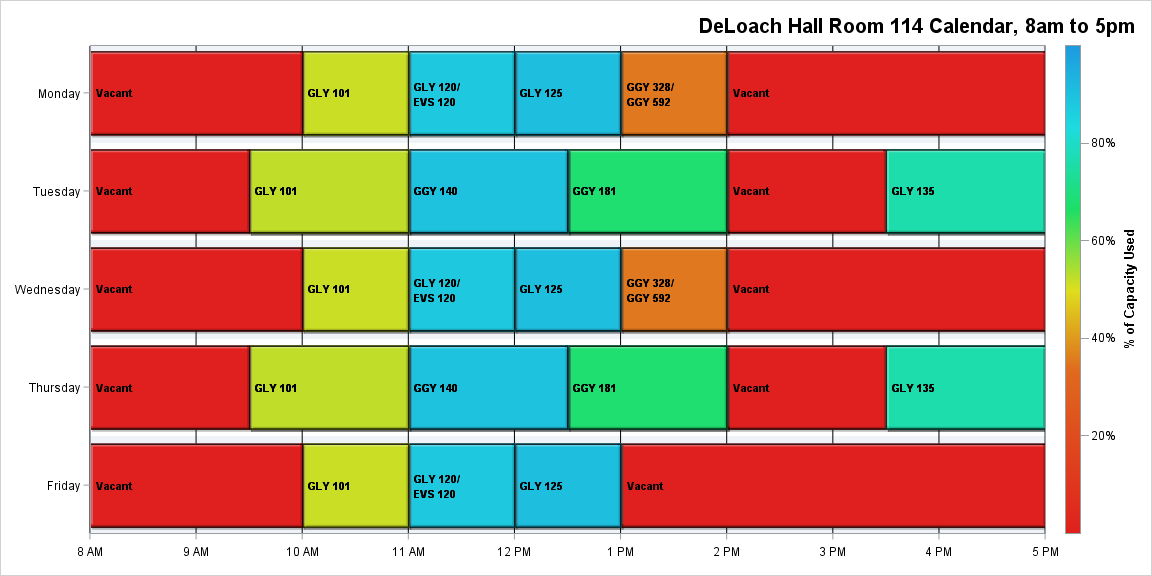 DeLoach Hall Room 114 Calendar, 8am to 5pm
Monday
Vacant
GLY 101
GLY 120/
EVS 120
GLY 125
GGY 328/
GGY 592
Vacant
Tuesday
Vacant
GLY 101
GGY 140
GGY 181
Vacant
GLY 135
Wednesday
Vacant
GLY 101
GLY 120/
EVS 120
GLY 125
GGY 328/
GGY 592
Vacant
Thursday
Vacant
GLY 101
GGY 140
GGY 181
Vacant
GLY 135
Friday
Vacant
GLY 101
GLY 120/
EVS 120
GLY 125
Vacant
8 AM
9 AM
10 AM
11 AM
12 PM
1 PM
2 PM
3 PM
4 PM
5 PM
80%
60%
40%
20%
% of Capacity Used